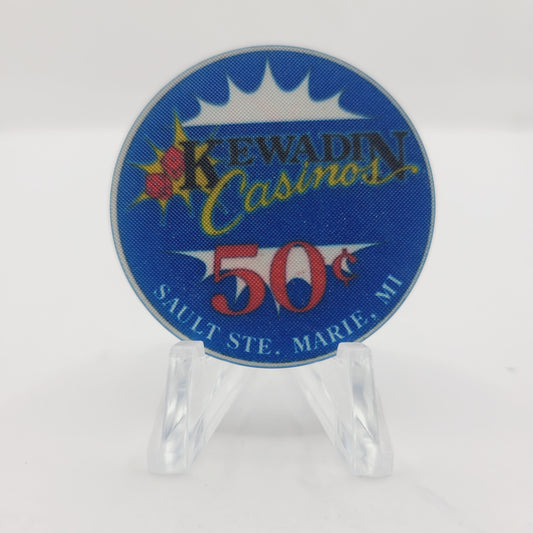 KEWADIN
Casinos
50¢
SAULT STE. MARIE, MI